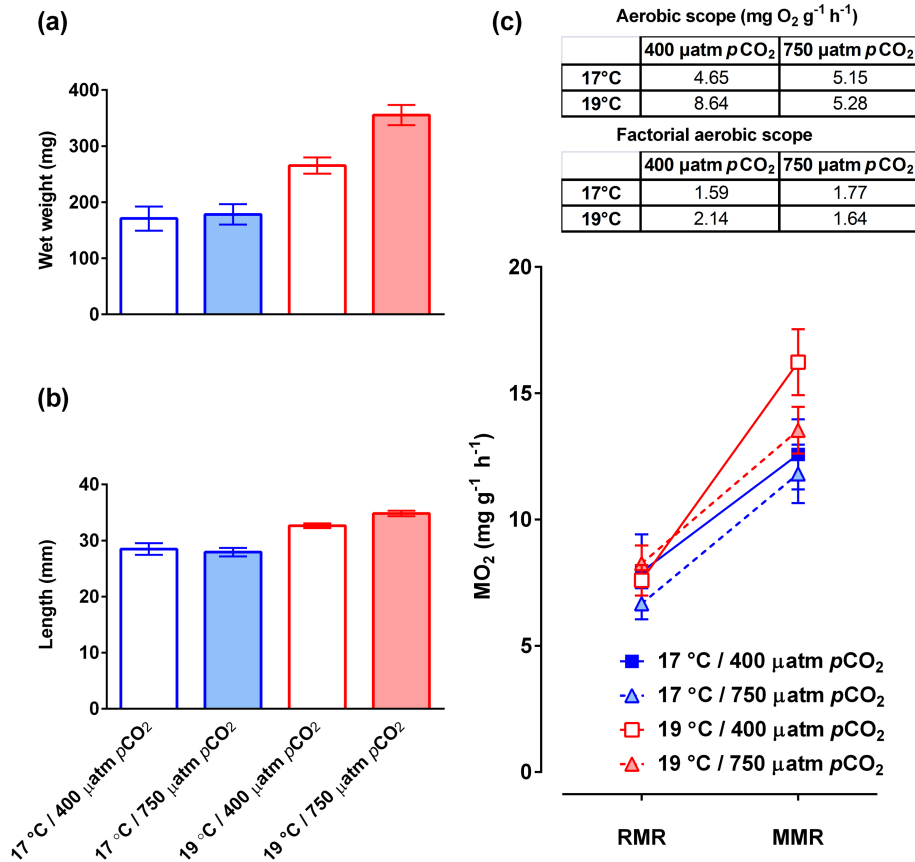 (a)
400
300
200
100
0
Wet weight (mg)
(b)
40
30
20
10
0
Length (mm)
17 °C / 400 µatm pCO₂
17 °C / 750 µatm pCO₂
19 °C / 400 µatm pCO₂
19 °C / 750 µatm pCO₂
(c)
Aerobic scope (mg O₂ g⁻¹ h⁻¹)
400 µatm pCO₂ 750 µatm pCO₂
17°C 4.65 5.15
19°C 8.64 5.28
Factorial aerobic scope
400 µatm pCO₂ 750 µatm pCO₂
17°C 1.59 1.77
19°C 2.14 1.64
20
15
10
5
0
MO₂ (mg g⁻¹ h⁻¹)
17 °C / 400 µatm pCO₂
17 °C / 750 µatm pCO₂
19 °C / 400 µatm pCO₂
19 °C / 750 µatm pCO₂
RMR MMR